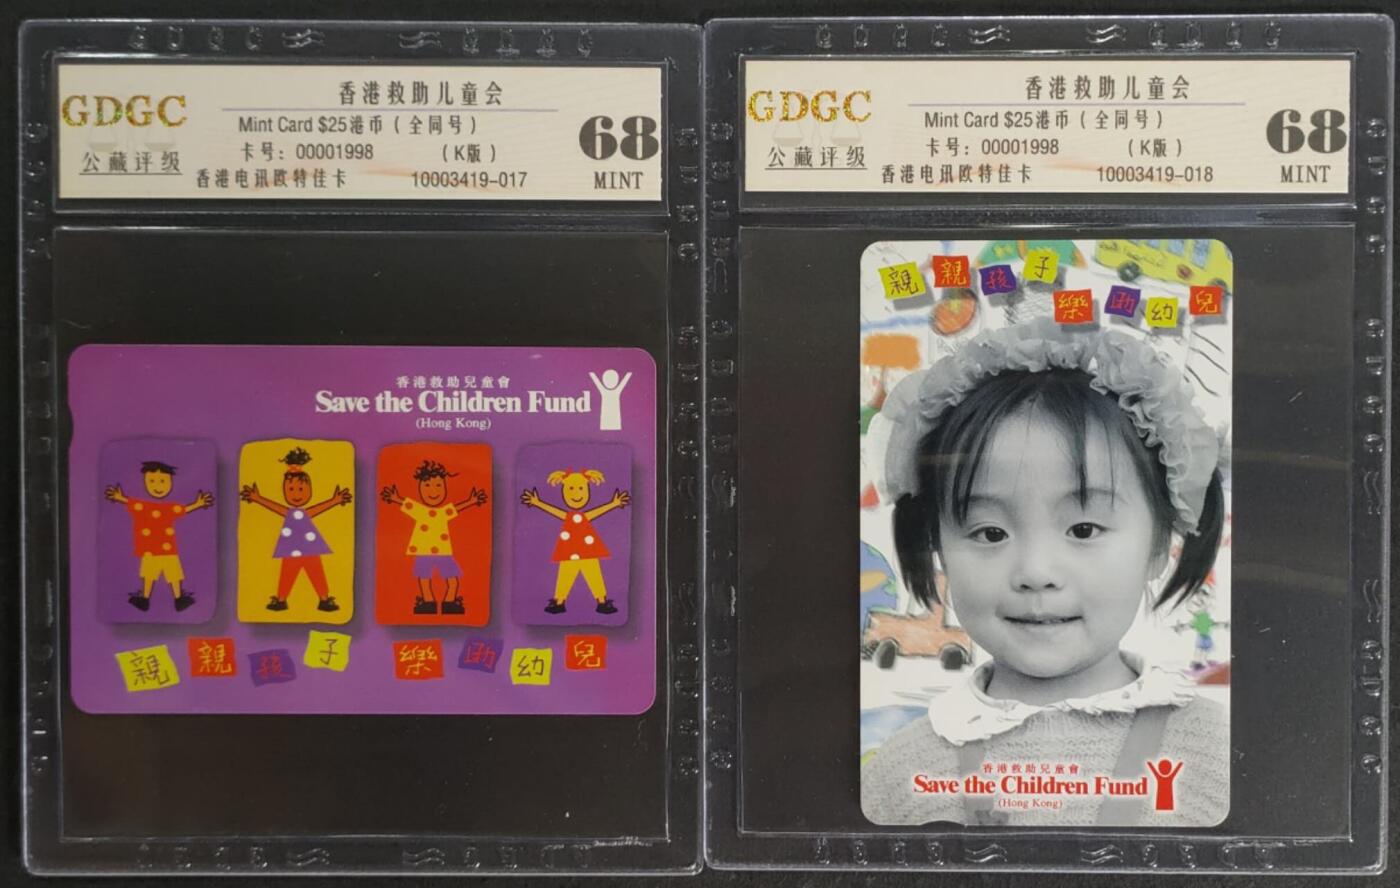 GDGC
公藏评级
香港救助儿童会
Mint Card $25港币（全同号）
卡号：00001998 （K版）
香港电讯欧特佳卡 10003419-017
68
MINT
香港救助兒童會
Save the Children Fund
(Hong Kong)
親親孩子 樂助幼兒
GDGC
公藏评级
香港救助儿童会
Mint Card $25港币（全同号）
卡号：00001998 （K版）
香港电讯欧特佳卡 10003419-018
68
MINT
親親孩子
樂助幼兒
香港救助兒童會
Save the Children Fund
(Hong Kong)